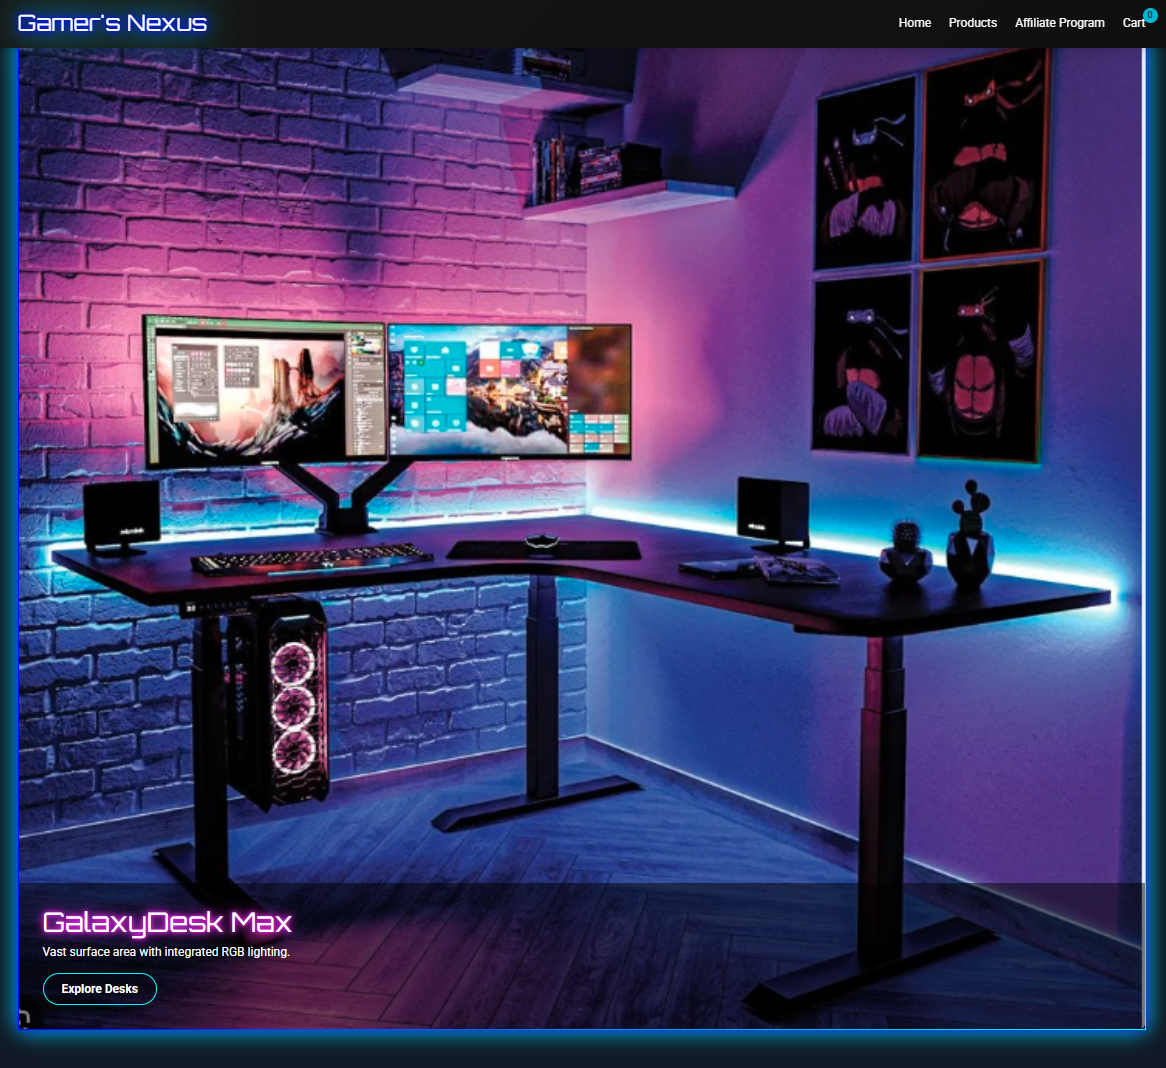 Gamer's Nexus
Home Products Affiliate Program Cart 0
GalaxyDesk Max
Vast surface area with integrated RGB lighting.
Explore Desks